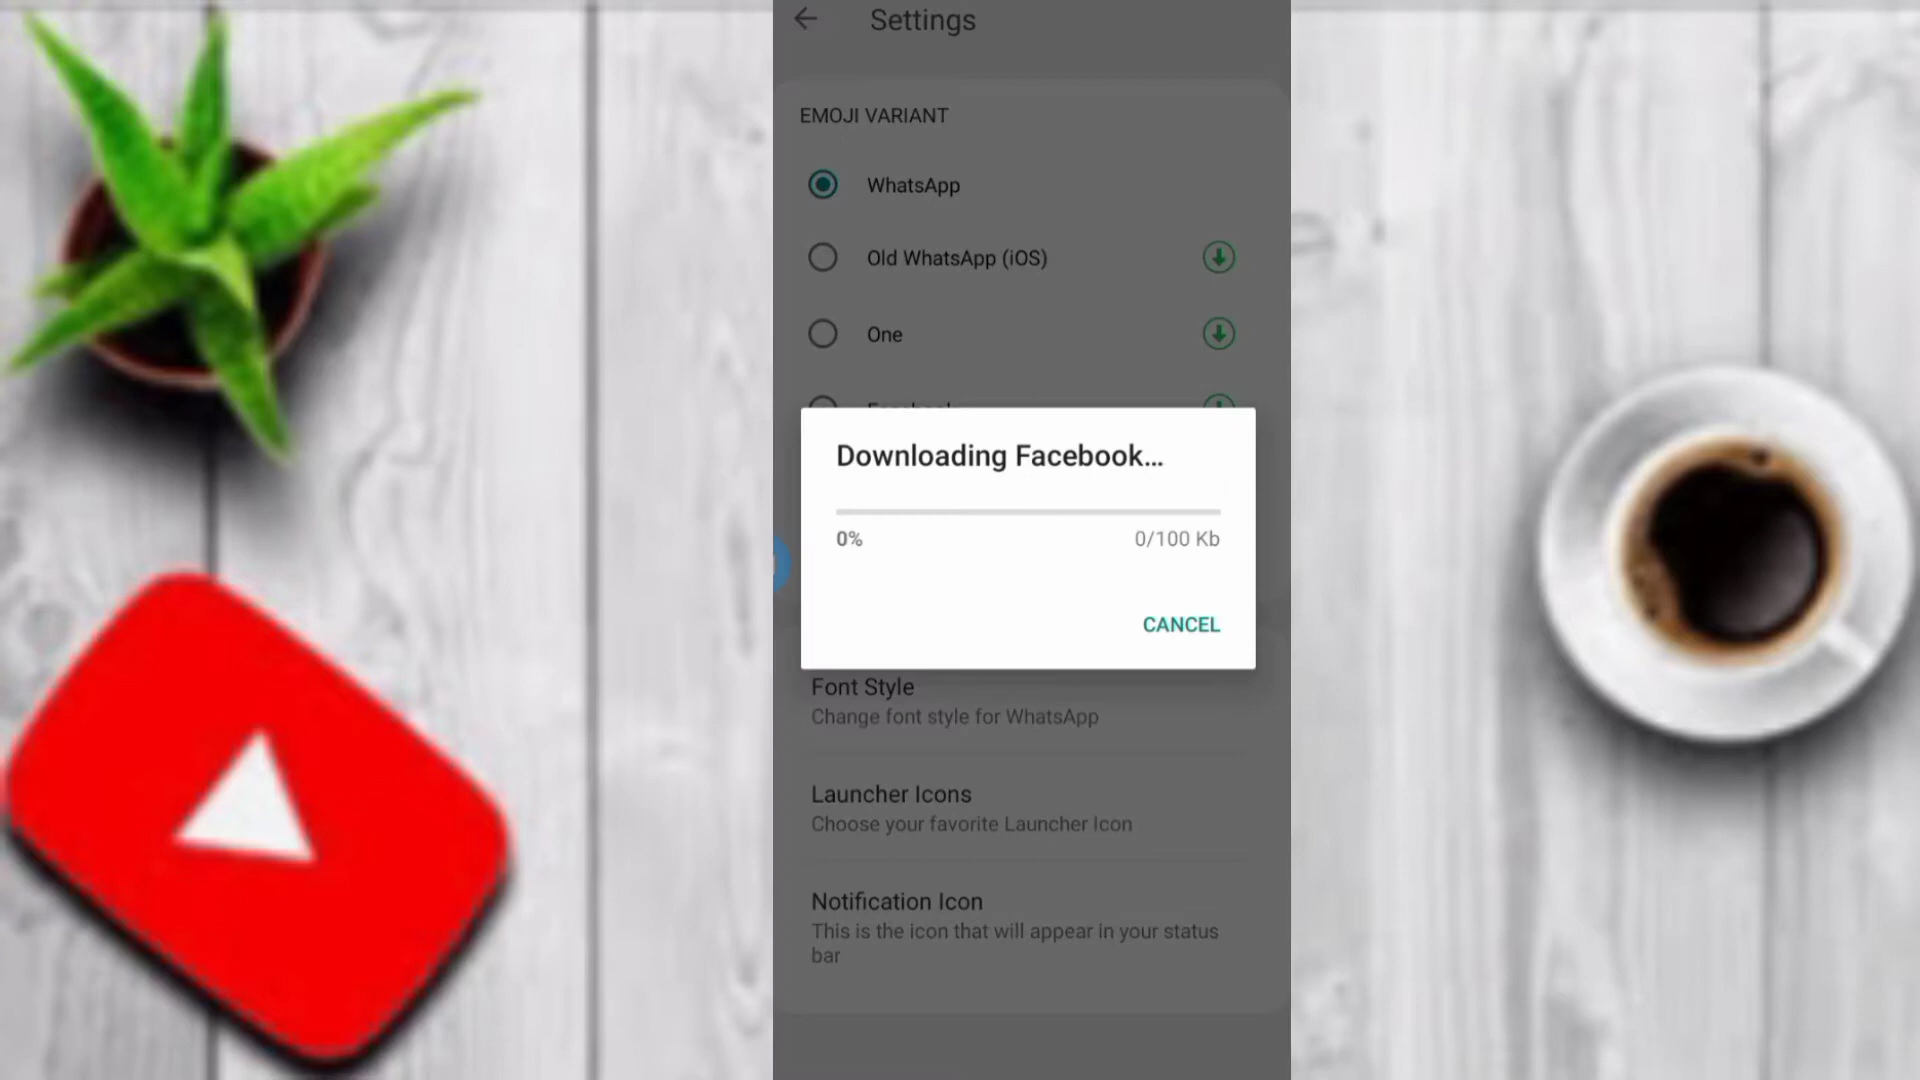 Settings
EMOJI VARIANT
WhatsApp
Old WhatsApp (iOS)
One
Downloading Facebook...
0%
0/100 Kb
CANCEL
Font Style
Change font style for WhatsApp
Launcher Icons
Choose your favorite Launcher Icon
Notification Icon
This is the icon that will appear in your status
bar